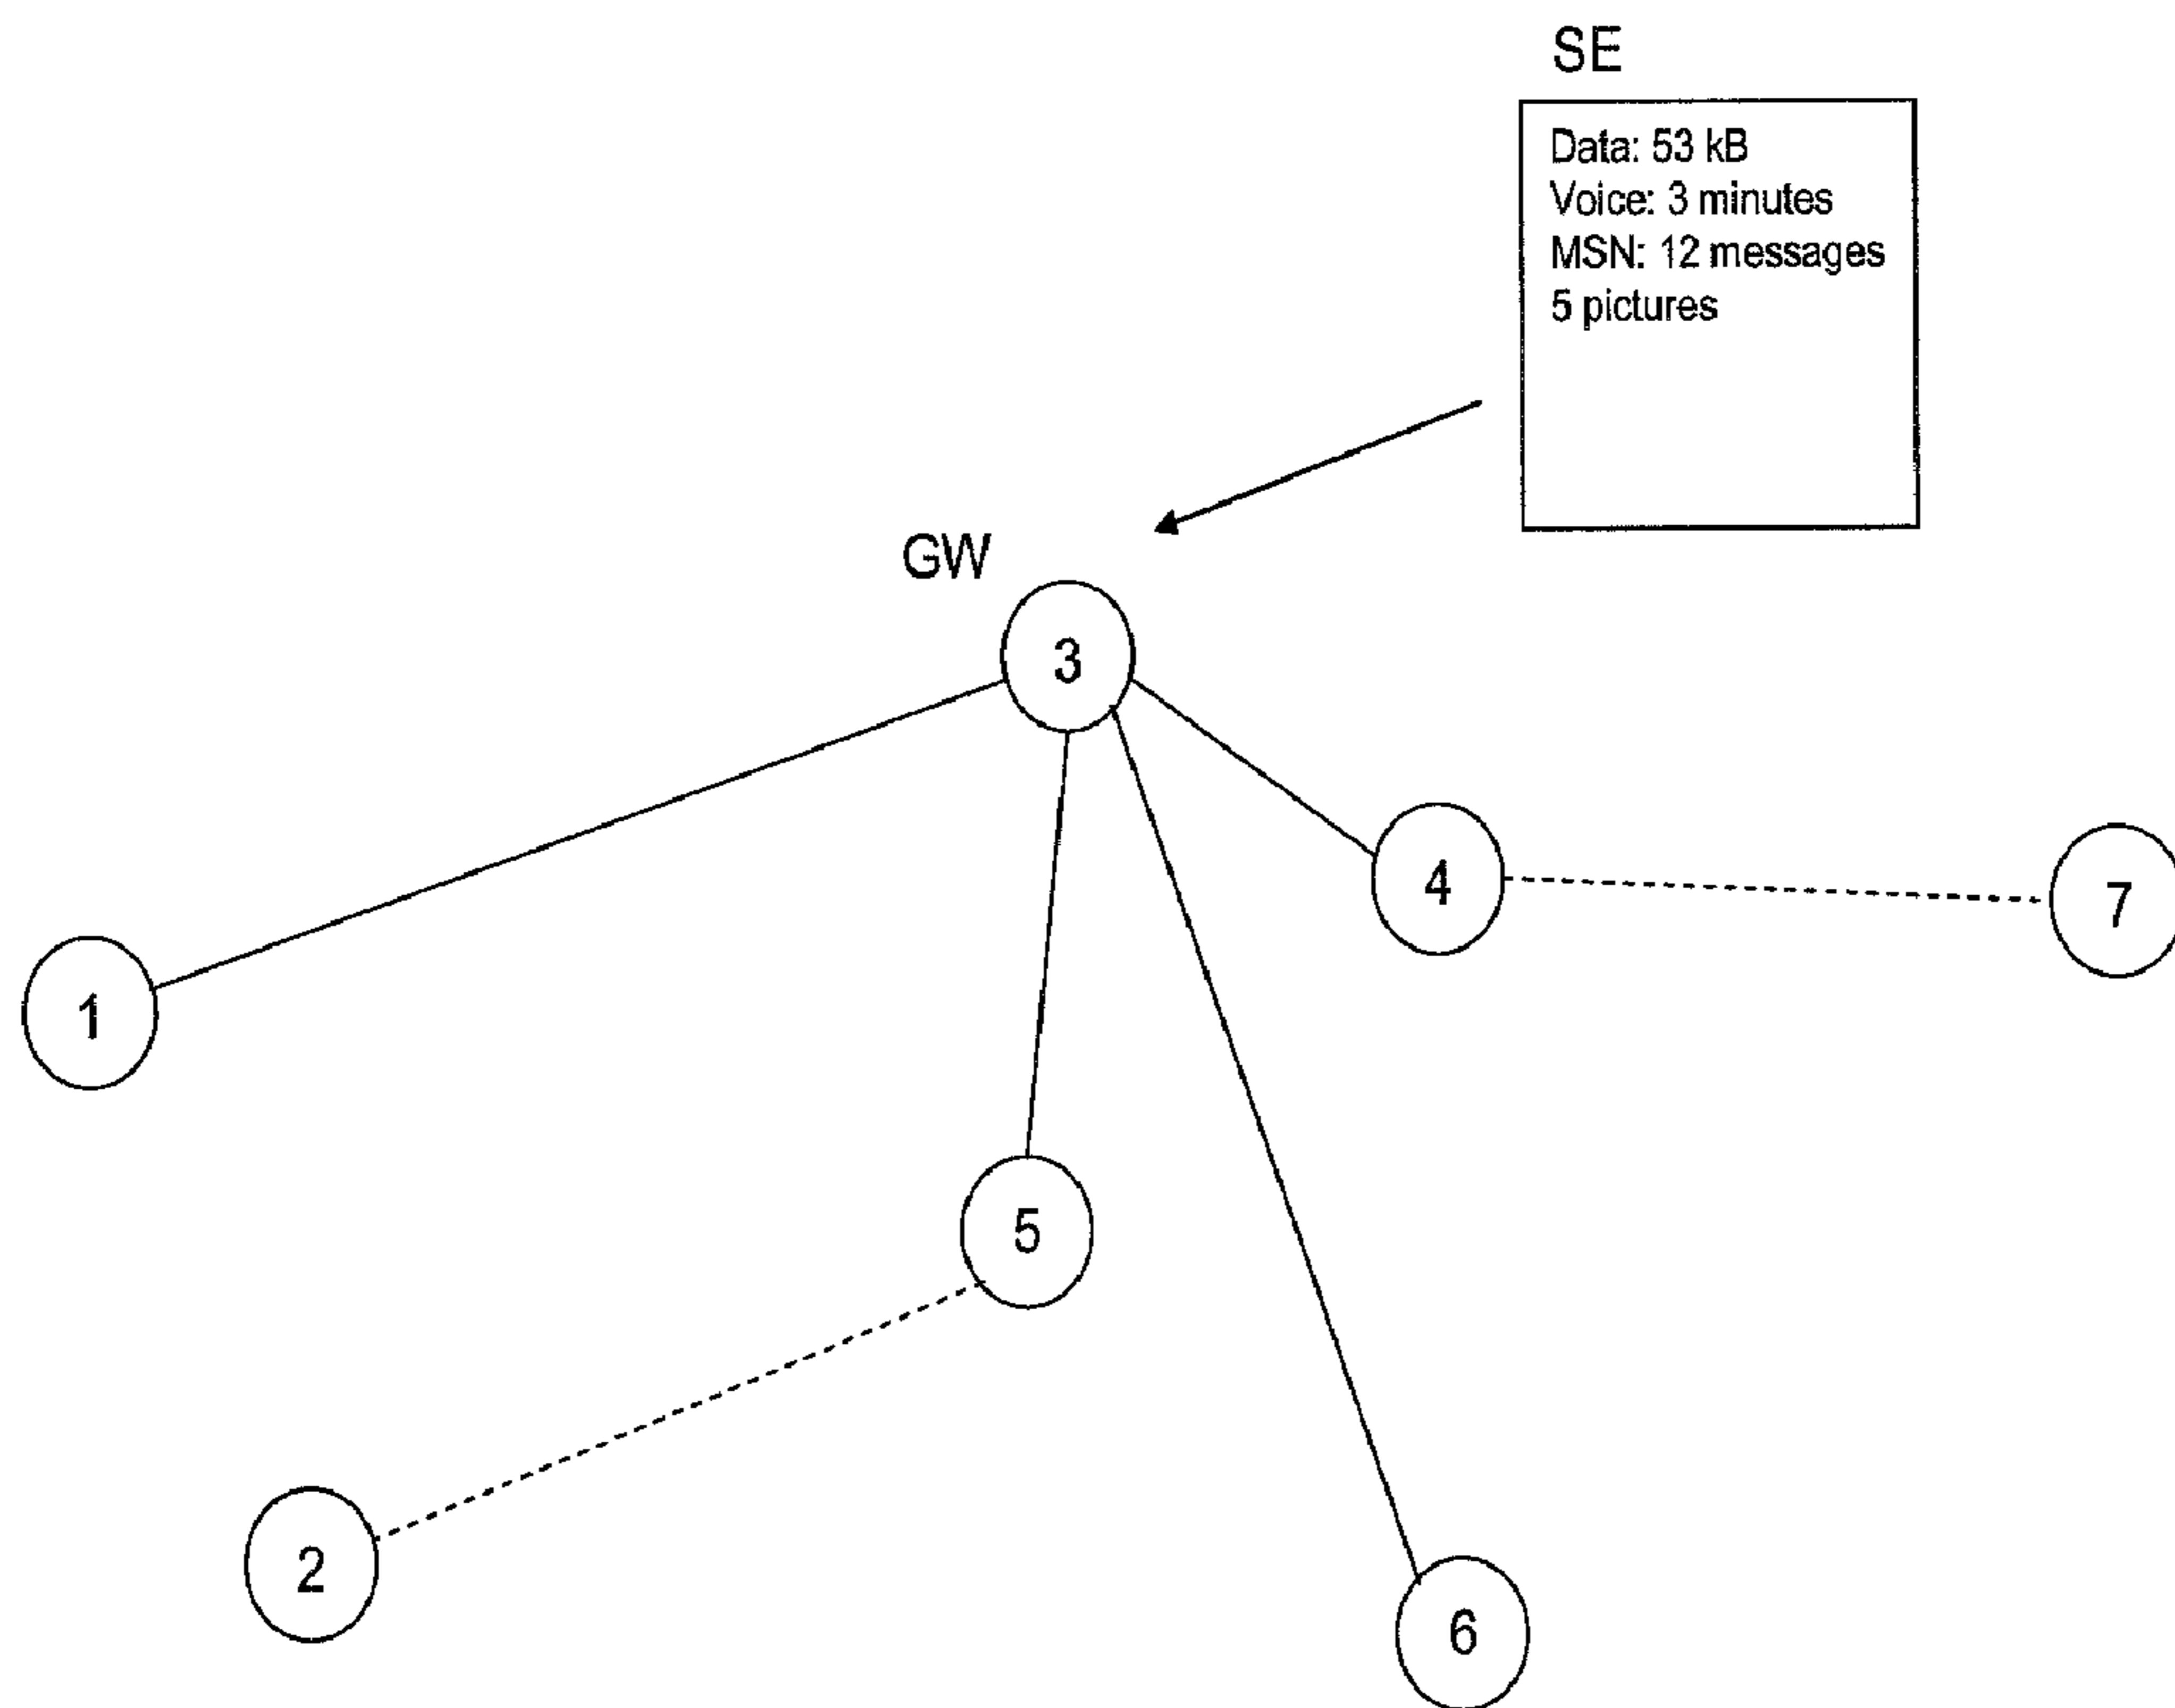 SE
Data: 53 kB
Voice: 3 minutes
MSN: 12 messages
5 pictures
GW
3
4
7
1
5
2
6